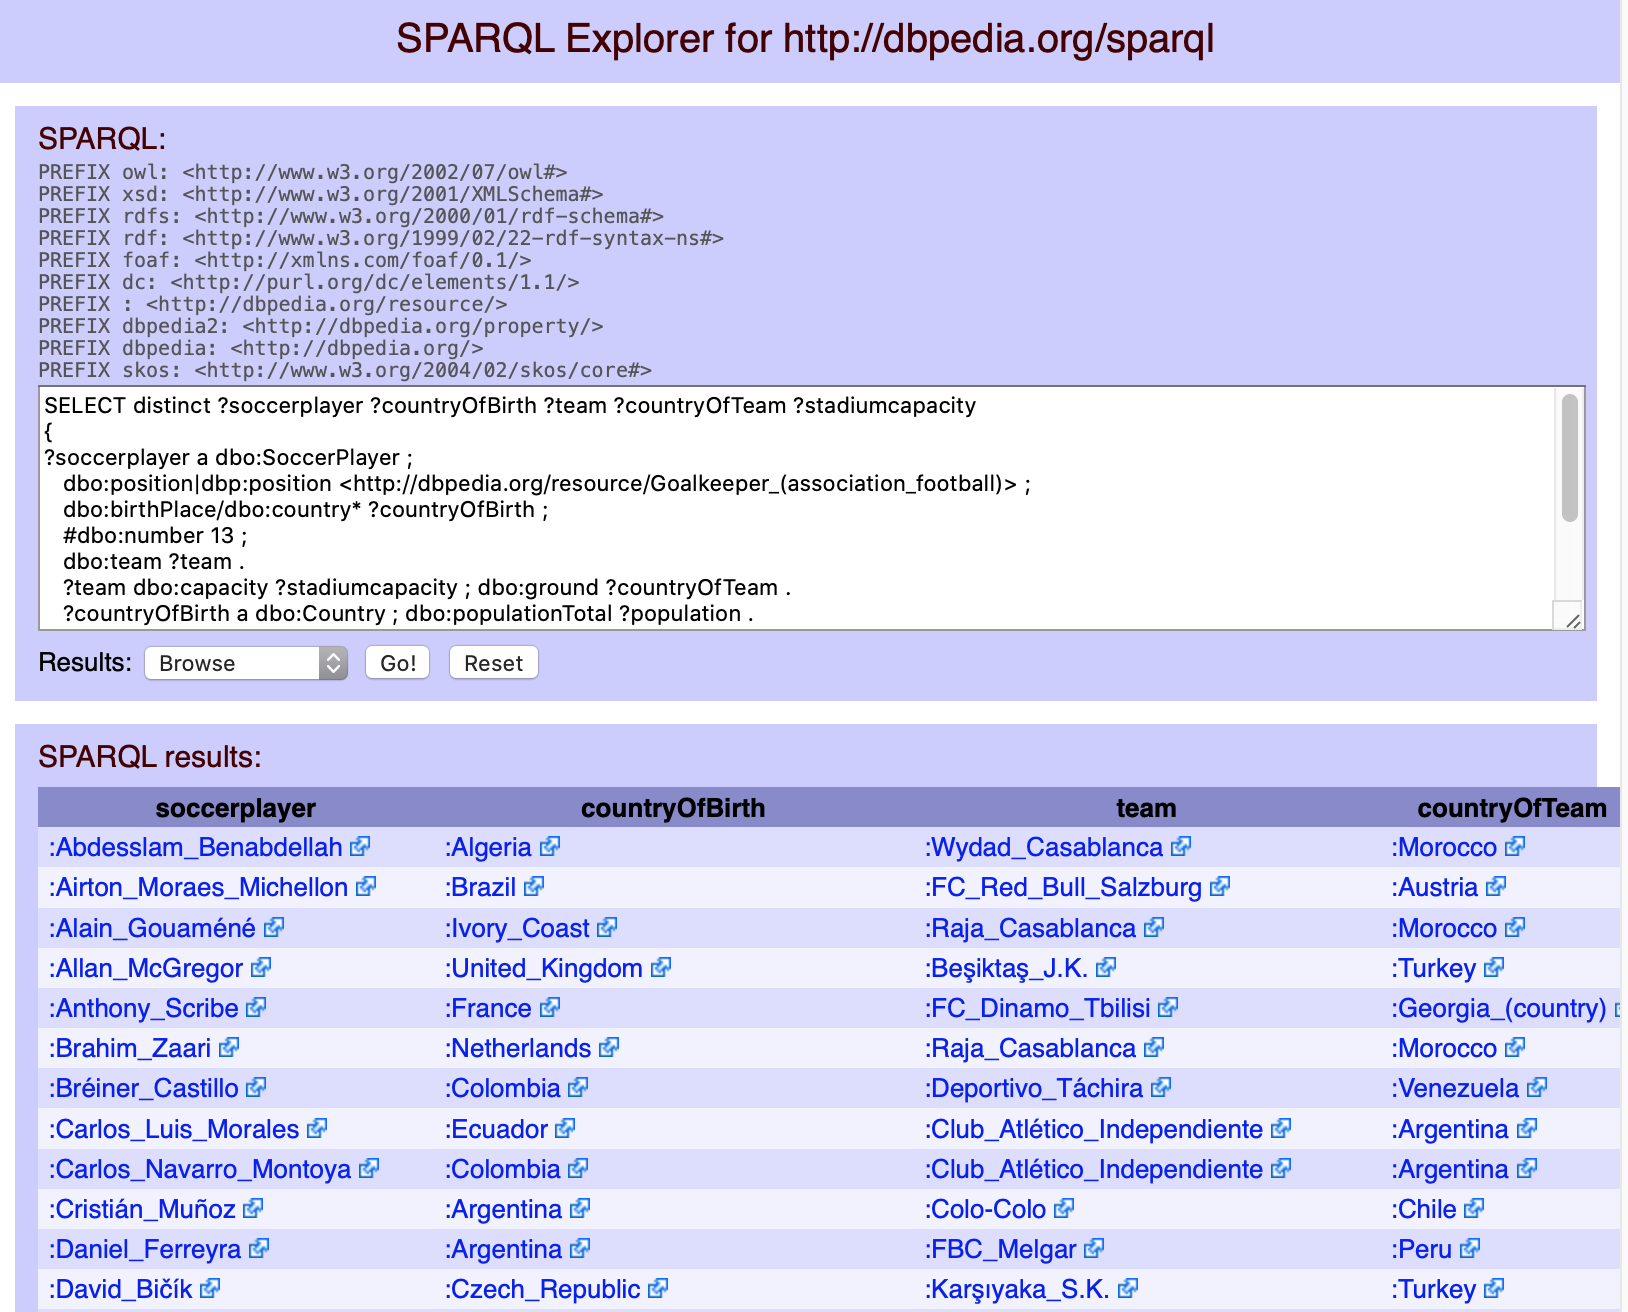 SPARQL Explorer for http://dbpedia.org/sparql
SPARQL:
PREFIX owl: <http://www.w3.org/2002/07/owl#>
PREFIX xsd: <http://www.w3.org/2001/XMLSchema#>
PREFIX rdfs: <http://www.w3.org/2000/01/rdf-schema#>
PREFIX rdf: <http://www.w3.org/1999/02/22-rdf-syntax-ns#>
PREFIX foaf: <http://xmlns.com/foaf/0.1/>
PREFIX dc: <http://purl.org/dc/elements/1.1/>
PREFIX : <http://dbpedia.org/resource/>
PREFIX dbpedia2: <http://dbpedia.org/property/>
PREFIX dbpedia: <http://dbpedia.org/>
PREFIX skos: <http://www.w3.org/2004/02/skos/core#>
SELECT distinct ?soccerplayer ?countryOfBirth ?team ?countryOfTeam ?stadiumcapacity
{
?soccerplayer a dbo:SoccerPlayer ;
dbo:position|dbp:position <http://dbpedia.org/resource/Goalkeeper_(association_football)> ;
dbo:birthPlace/dbo:country* ?countryOfBirth ;
#dbo:number 13 ;
dbo:team ?team .
?team dbo:capacity ?stadiumcapacity ; dbo:ground ?countryOfTeam .
?countryOfBirth a dbo:Country ; dbo:populationTotal ?population .
Results: Browse Go! Reset
SPARQL results:
soccerplayer countryOfBirth team countryOfTeam
:Abdesslam_Benabdellah :Algeria :Wydad_Casablanca :Morocco
:Airton_Moraes_Michellon :Brazil :FC_Red_Bull_Salzburg :Austria
:Alain_Gouaméné :Ivory_Coast :Raja_Casablanca :Morocco
:Allan_McGregor :United_Kingdom :Beşiktaş_J.K. :Turkey
:Anthony_Scribe :France :FC_Dinamo_Tbilisi :Georgia_(country)
:Brahim_Zaari :Netherlands :Raja_Casablanca :Morocco
:Bréiner_Castillo :Colombia :Deportivo_Táchira :Venezuela
:Carlos_Luis_Morales :Ecuador :Club_Atlético_Independiente :Argentina
:Carlos_Navarro_Montoya :Colombia :Club_Atlético_Independiente :Argentina
:Cristián_Muñoz :Argentina :Colo-Colo :Chile
:Daniel_Ferreyra :Argentina :FBC_Melgar :Peru
:David_Bičík :Czech_Republic :Karşıyaka_S.K. :Turkey